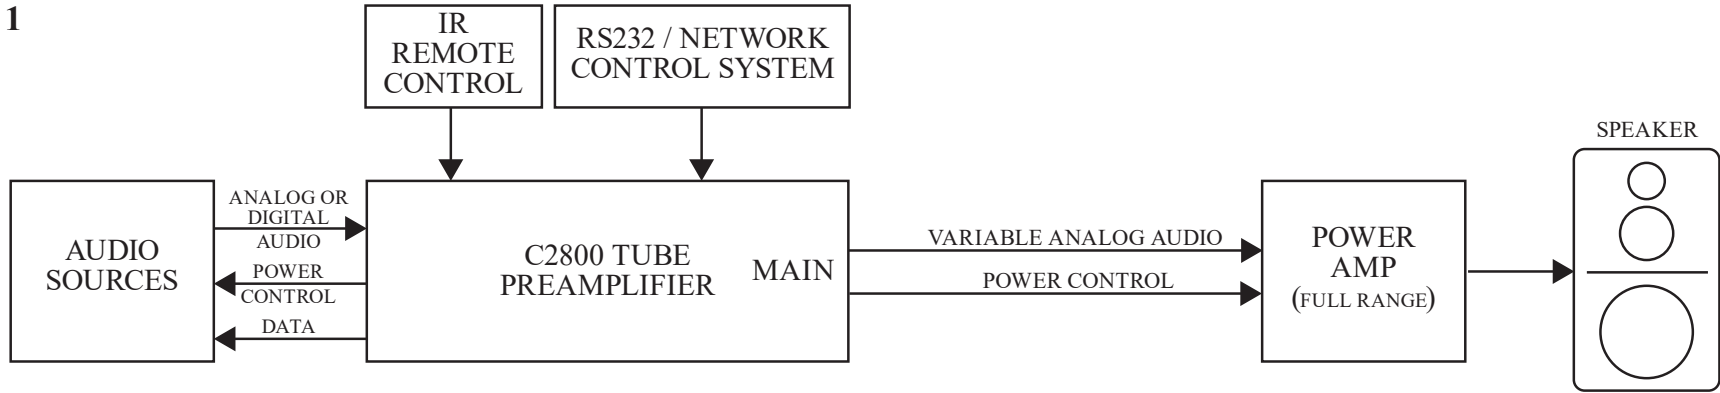 1
IR
REMOTE
CONTROL
RS232 / NETWORK
CONTROL SYSTEM
SPEAKER
AUDIO
SOURCES
ANALOG OR
DIGITAL
AUDIO
POWER
CONTROL
DATA
C2800 TUBE
PREAMPLIFIER
MAIN
VARIABLE ANALOG AUDIO
POWER CONTROL
POWER
AMP
(FULL RANGE)